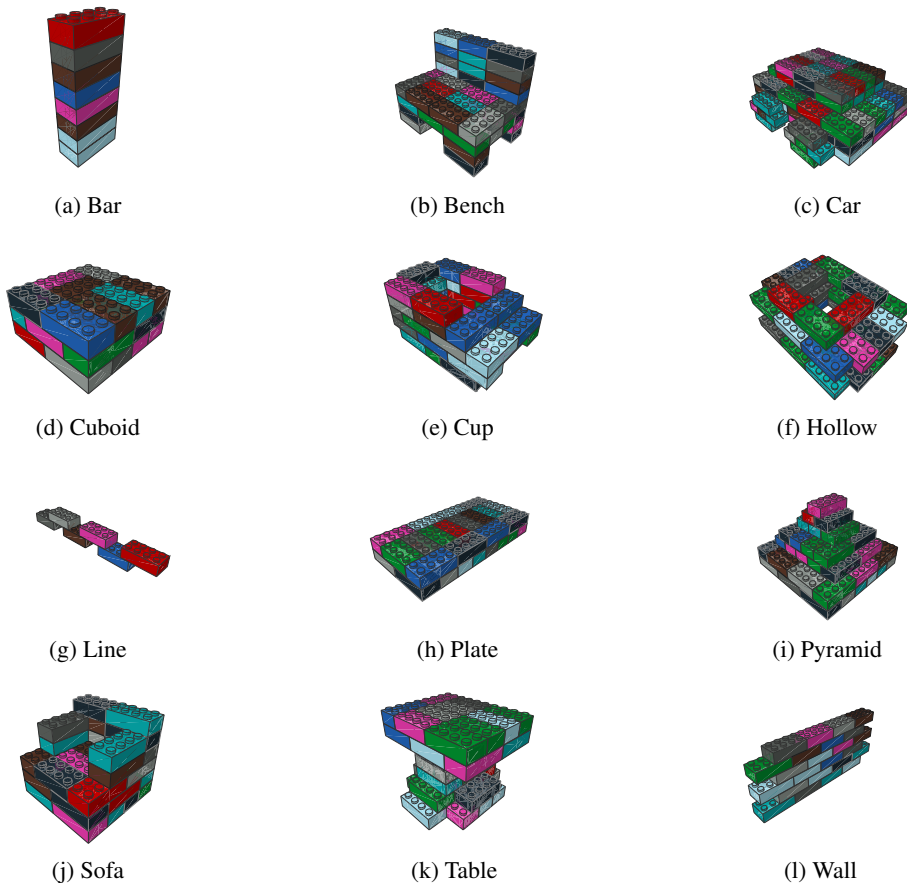 (a) Bar
(b) Bench
(c) Car
(d) Cuboid
(e) Cup
(f) Hollow
(g) Line
(h) Plate
(i) Pyramid
(j) Sofa
(k) Table
(l) Wall